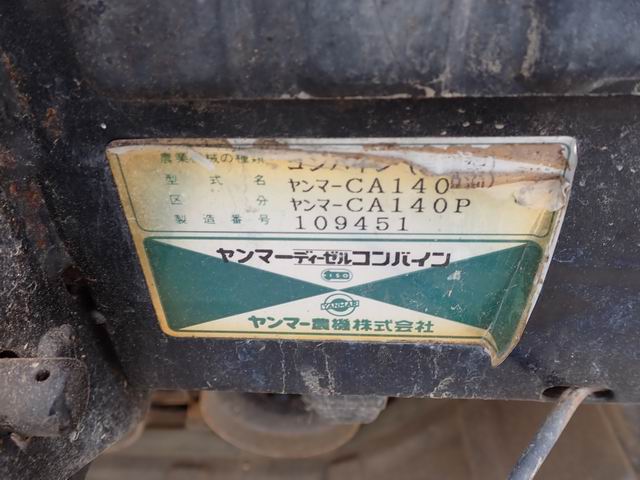 農業機械の種類 コンバイン(
型式名 ヤンマーCA140
区分 ヤンマーCA140P
製造番号 109451
ヤンマーディーゼルコンバイン
ISO
YANMAR
ヤンマー農機株式会社